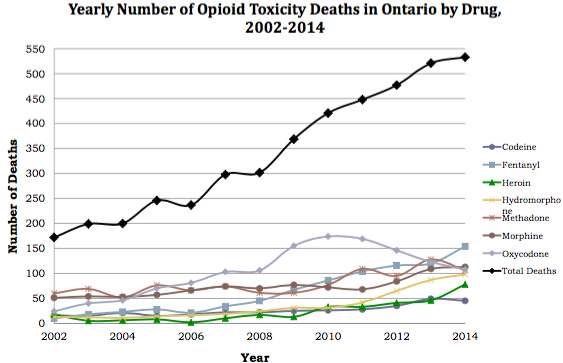 Yearly Number of Opioid Toxicity Deaths in Ontario by Drug,
2002-2014
550
500
450
400
350
300
250
200
150
100
50
0
Number of Deaths
2002
2004
2006
2008
2010
2012
2014
Year
Codeine
Fentanyl
Heroin
Hydromorpho
ne
Methadone
Morphine
Oxycodone
Total Deaths